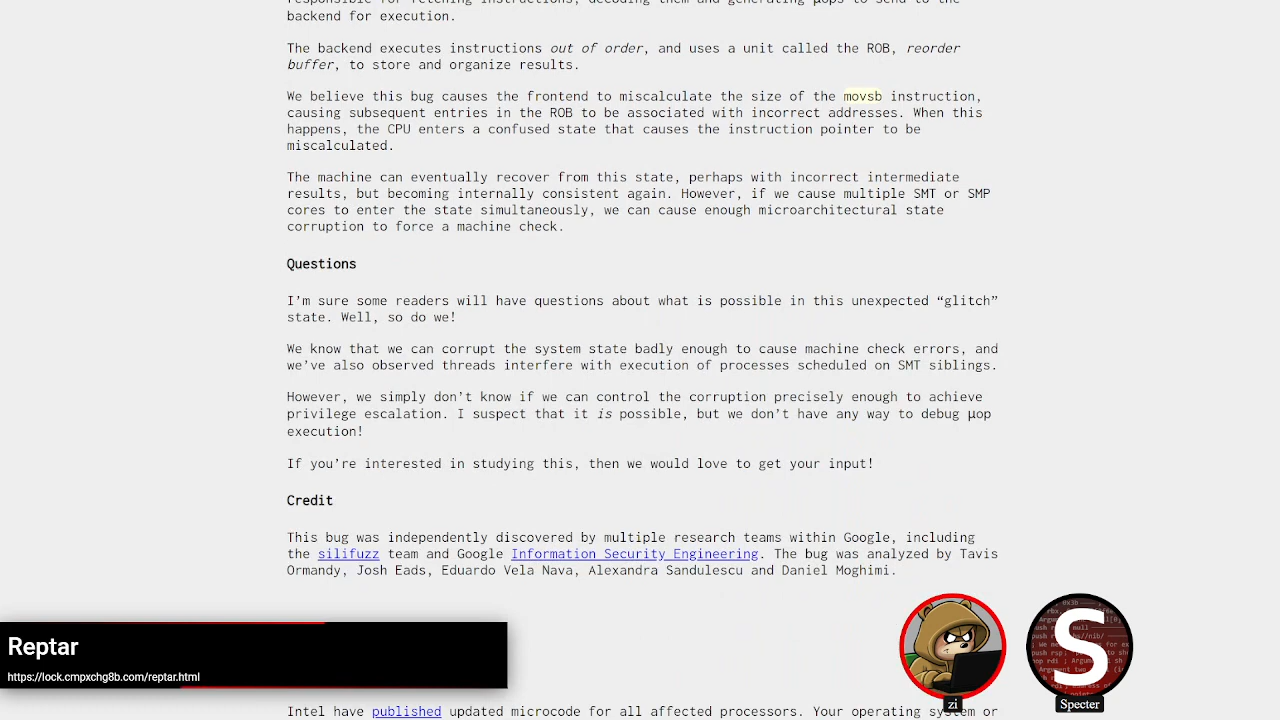 responsible for fetching instructions, decoding them and generating µops to send to the
backend for execution.
The backend executes instructions out of order, and uses a unit called the ROB, reorder
buffer, to store and organize results.
We believe this bug causes the frontend to miscalculate the size of the movsb instruction,
causing subsequent entries in the ROB to be associated with incorrect addresses. When this
happens, the CPU enters a confused state that causes the instruction pointer to be
miscalculated.
The machine can eventually recover from this state, perhaps with incorrect intermediate
results, but becoming internally consistent again. However, if we cause multiple SMT or SMP
cores to enter the state simultaneously, we can cause enough microarchitectural state
corruption to force a machine check.
Questions
I’m sure some readers will have questions about what is possible in this unexpected “glitch”
state. Well, so do we!
We know that we can corrupt the system state badly enough to cause machine check errors, and
we’ve also observed threads interfere with execution of processes scheduled on SMT siblings.
However, we simply don’t know if we can control the corruption precisely enough to achieve
privilege escalation. I suspect that it is possible, but we don’t have any way to debug µop
execution!
If you’re interested in studying this, then we would love to get your input!
Credit
This bug was independently discovered by multiple research teams within Google, including
the silifuzz team and Google Information Security Engineering. The bug was analyzed by Tavis
Ormandy, Josh Eads, Eduardo Vela Nava, Alexandra Sandulescu and Daniel Moghimi.
Reptar
https://lock.cmpxchg8b.com/reptar.html
S
zi
Specter
Intel have published updated microcode for all affected processors. Your operating system or